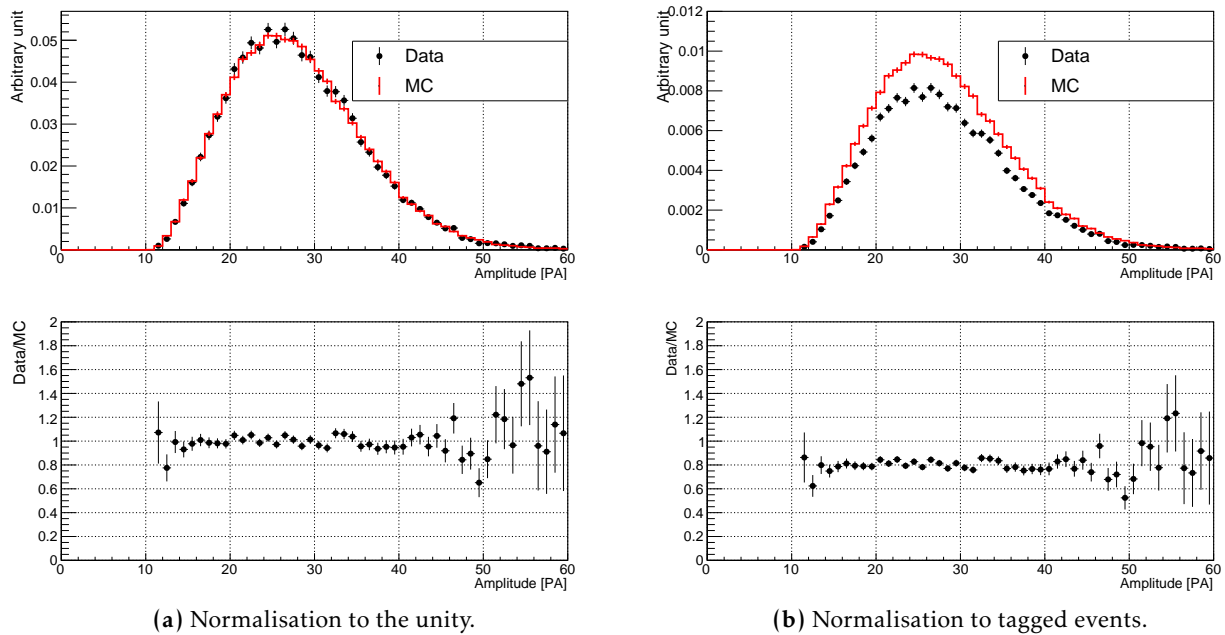 Arbitrary unit
0.05
0.04
0.03
0.02
0.01
0
Data
MC
0 10 20 30 40 50 60
Amplitude [PA]
Arbitrary unit
0.012
0.01
0.008
0.006
0.004
0.002
0
Data
MC
0 10 20 30 40 50 60
Amplitude [PA]
Data/MC
2
1.8
1.6
1.4
1.2
1
0.8
0.6
0.4
0.2
0
0 10 20 30 40 50 60
Amplitude [PA]
Data/MC
2
1.8
1.6
1.4
1.2
1
0.8
0.6
0.4
0.2
0
0 10 20 30 40 50 60
Amplitude [PA]
(a) Normalisation to the unity.
(b) Normalisation to tagged events.